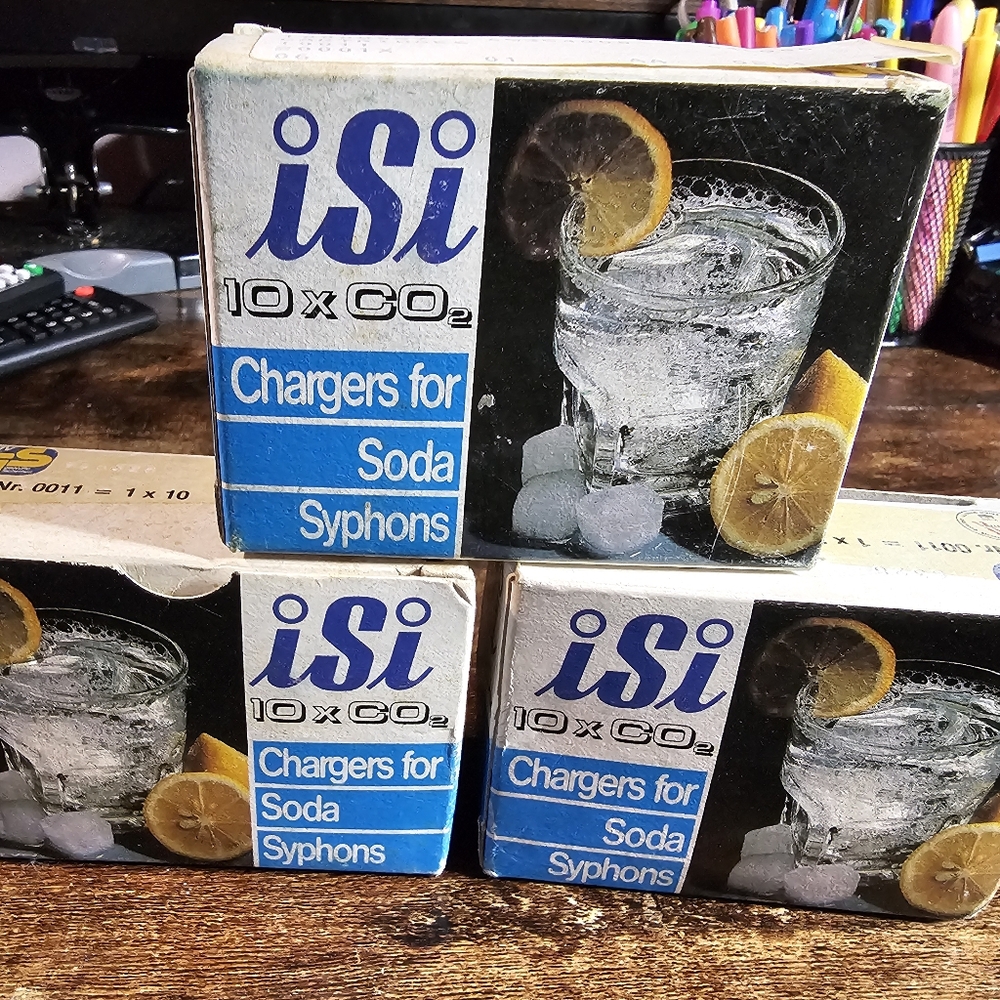 iSi
10 x CO₂
Chargers for
Soda
Syphons
Nr. 0011 = 1 x 10
iSi
10 x CO₂
Chargers for
Soda
Syphons
iSi
10 x CO₂
Chargers for
Soda
Syphons